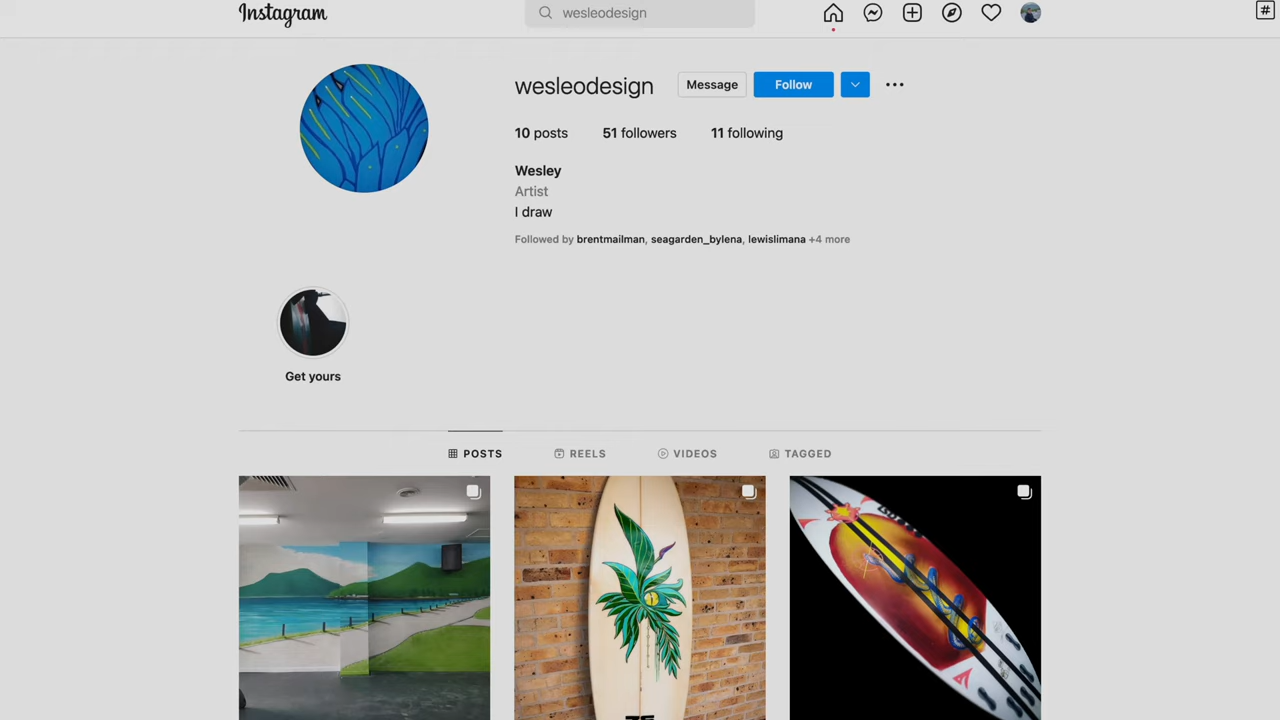 Instagram
wesleodesign
#
wesleodesign Message Follow
10 posts 51 followers 11 following
Wesley
Artist
I draw
Followed by brentmailman, seagarden_bylena, lewislimana +4 more
Get yours
POSTS REELS VIDEOS TAGGED